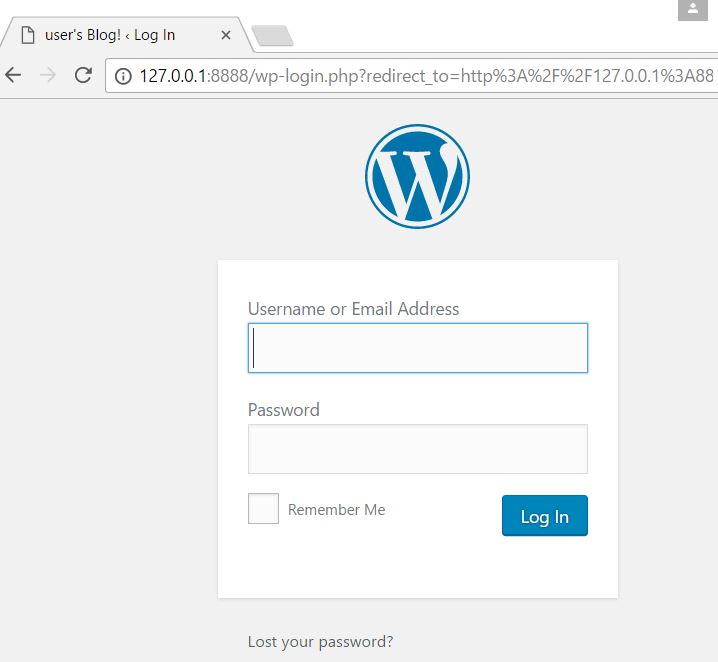 user's Blog! ‹ Log In
127.0.0.1:8888/wp-login.php?redirect_to=http%3A%2F%2F127.0.0.1%3A88
Username or Email Address
Password
Remember Me
Log In
Lost your password?